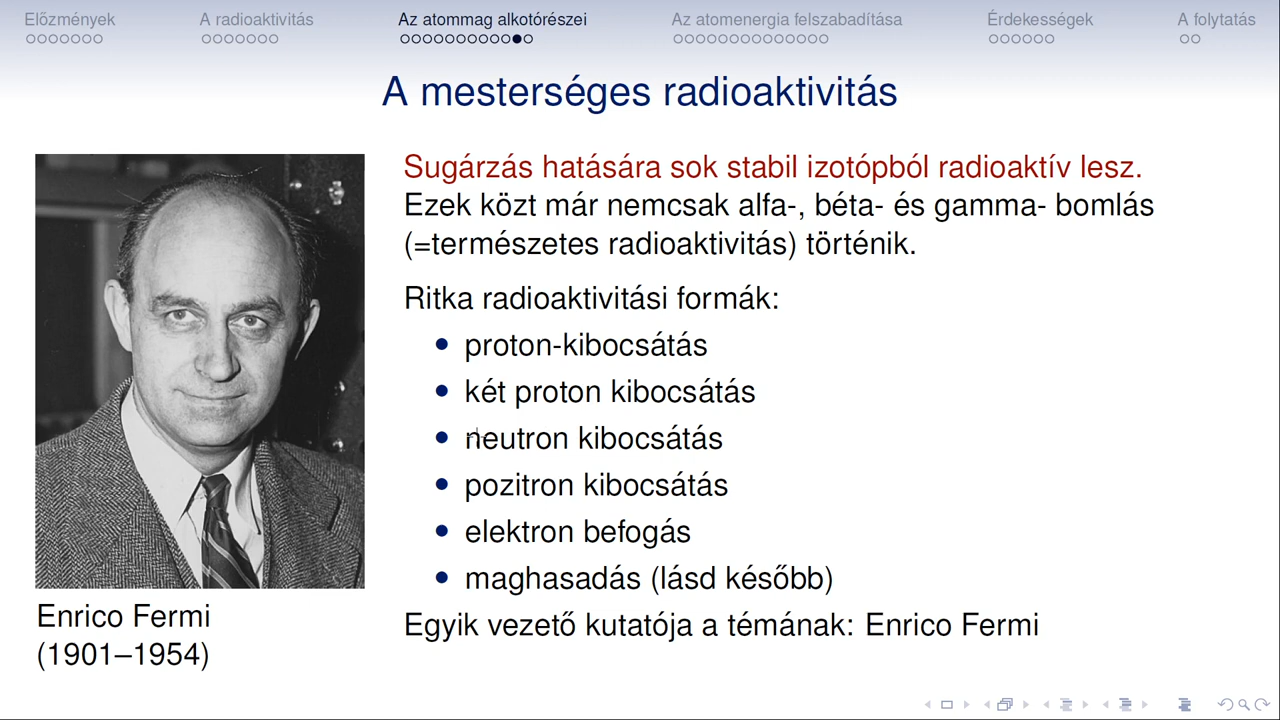 Előzmények
A radioaktivitás
Az atommag alkotórészei
Az atomenergia felszabadítása
Érdekességek
A folytatás
A mesterséges radioaktivitás
Sugárzás hatására sok stabil izotópból radioaktív lesz.
Ezek közt már nemcsak alfa-, béta- és gamma- bomlás
(=természetes radioaktivitás) történik.
Ritka radioaktivitási formák:
• proton-kibocsátás
• két proton kibocsátás
• neutron kibocsátás
• pozitron kibocsátás
• elektron befogás
• maghasadás (lásd később)
Egyik vezető kutatója a témának: Enrico Fermi
Enrico Fermi
(1901–1954)